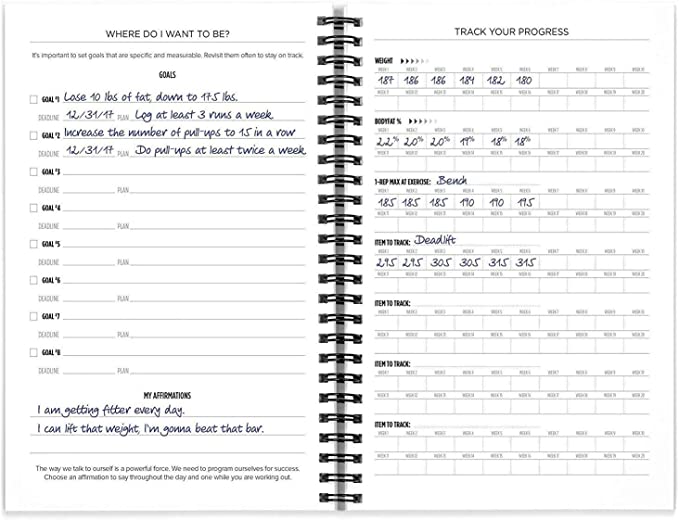 WHERE DO I WANT TO BE?
It's important to set goals that are specific and measurable. Revisit them often to stay on track.
GOALS
GOAL #1 Lose 10 lbs of fat, down to 175 lbs.
DEADLINE 12/31/17 PLAN Log at least 3 runs a week
GOAL #2 Increase the number of pull-ups to 15 in a row
DEADLINE 12/31/17 PLAN Do pull-ups at least twice a week
GOAL #3
DEADLINE PLAN
GOAL #4
DEADLINE PLAN
GOAL #5
DEADLINE PLAN
GOAL #6
DEADLINE PLAN
GOAL #7
DEADLINE PLAN
GOAL #8
DEADLINE PLAN
MY AFFIRMATIONS
I am getting fitter every day.
I can lift that weight, I'm gonna beat that bar.
The way we talk to ourself is a powerful force. We need to program ourselves for success.
Choose an affirmation to say throughout the day and one while you are working out.
TRACK YOUR PROGRESS
WEIGHT
WEEK 1 WEEK 2 WEEK 3 WEEK 4 WEEK 5 WEEK 6 WEEK 7 WEEK 8 WEEK 9 WEEK 10
187 186 186 184 182 180
WEEK 11 WEEK 12 WEEK 13 WEEK 14 WEEK 15 WEEK 16 WEEK 17 WEEK 18 WEEK 19 WEEK 20
BODYFAT %
WEEK 1 WEEK 2 WEEK 3 WEEK 4 WEEK 5 WEEK 6 WEEK 7 WEEK 8 WEEK 9 WEEK 10
22% 20% 20% 19% 18% 18%
WEEK 11 WEEK 12 WEEK 13 WEEK 14 WEEK 15 WEEK 16 WEEK 17 WEEK 18 WEEK 19 WEEK 20
1-REP MAX AT EXERCISE: Bench
WEEK 1 WEEK 2 WEEK 3 WEEK 4 WEEK 5 WEEK 6 WEEK 7 WEEK 8 WEEK 9 WEEK 10
185 185 185 190 190 195
WEEK 11 WEEK 12 WEEK 13 WEEK 14 WEEK 15 WEEK 16 WEEK 17 WEEK 18 WEEK 19 WEEK 20
ITEM TO TRACK: Deadlift
WEEK 1 WEEK 2 WEEK 3 WEEK 4 WEEK 5 WEEK 6 WEEK 7 WEEK 8 WEEK 9 WEEK 10
295 295 305 305 315 315
WEEK 11 WEEK 12 WEEK 13 WEEK 14 WEEK 15 WEEK 16 WEEK 17 WEEK 18 WEEK 19 WEEK 20
ITEM TO TRACK:
WEEK 1 WEEK 2 WEEK 3 WEEK 4 WEEK 5 WEEK 6 WEEK 7 WEEK 8 WEEK 9 WEEK 10
WEEK 11 WEEK 12 WEEK 13 WEEK 14 WEEK 15 WEEK 16 WEEK 17 WEEK 18 WEEK 19 WEEK 20
ITEM TO TRACK:
WEEK 1 WEEK 2 WEEK 3 WEEK 4 WEEK 5 WEEK 6 WEEK 7 WEEK 8 WEEK 9 WEEK 10
WEEK 11 WEEK 12 WEEK 13 WEEK 14 WEEK 15 WEEK 16 WEEK 17 WEEK 18 WEEK 19 WEEK 20
ITEM TO TRACK:
WEEK 1 WEEK 2 WEEK 3 WEEK 4 WEEK 5 WEEK 6 WEEK 7 WEEK 8 WEEK 9 WEEK 10
WEEK 11 WEEK 12 WEEK 13 WEEK 14 WEEK 15 WEEK 16 WEEK 17 WEEK 18 WEEK 19 WEEK 20